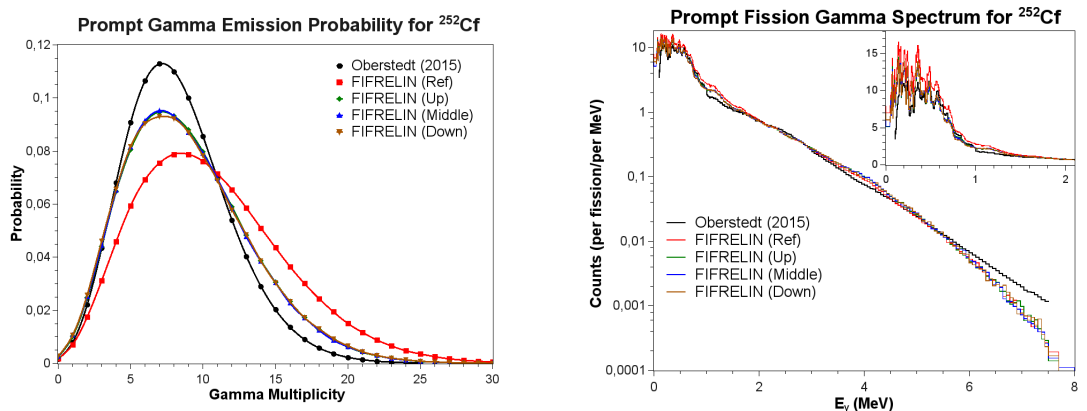 Prompt Gamma Emission Probability for ²⁵²Cf
0,12
0,1
0,08
0,06
0,04
0,02
0
Probability
Oberstedt (2015)
FIFRELIN (Ref)
FIFRELIN (Up)
FIFRELIN (Middle)
FIFRELIN (Down)
0 5 10 15 20 25 30
Gamma Multiplicity
Prompt Fission Gamma Spectrum for ²⁵²Cf
10
1
0,1
0,01
0,001
0,0001
Counts (per fission/per MeV)
15
10
5
0
0 1 2
Oberstedt (2015)
FIFRELIN (Ref)
FIFRELIN (Up)
FIFRELIN (Middle)
FIFRELIN (Down)
0 2 4 6 8
Eγ (MeV)